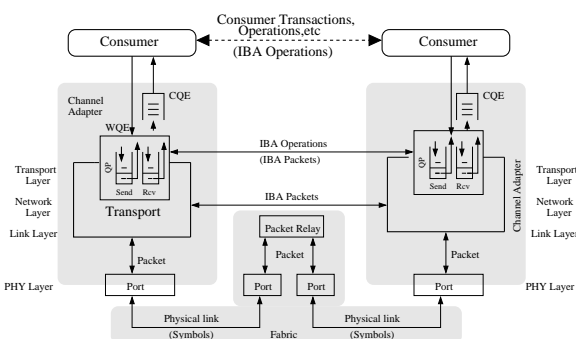 Consumer Transactions,
Operations,etc
(IBA Operations)
Consumer
Consumer
Channel
Adapter
CQE
WQE
QP
Send
Rcv
Transport
IBA Operations
(IBA Packets)
IBA Packets
CQE
QP
Send
Rcv
Channel Adapter
Transport
Layer
Network
Layer
Link Layer
PHY Layer
Transport
Layer
Network
Layer
Link Layer
PHY Layer
Packet
Port
Packet Relay
Packet
Port
Port
Packet
Port
Physical link
(Symbols)
Physical link
(Symbols)
Fabric